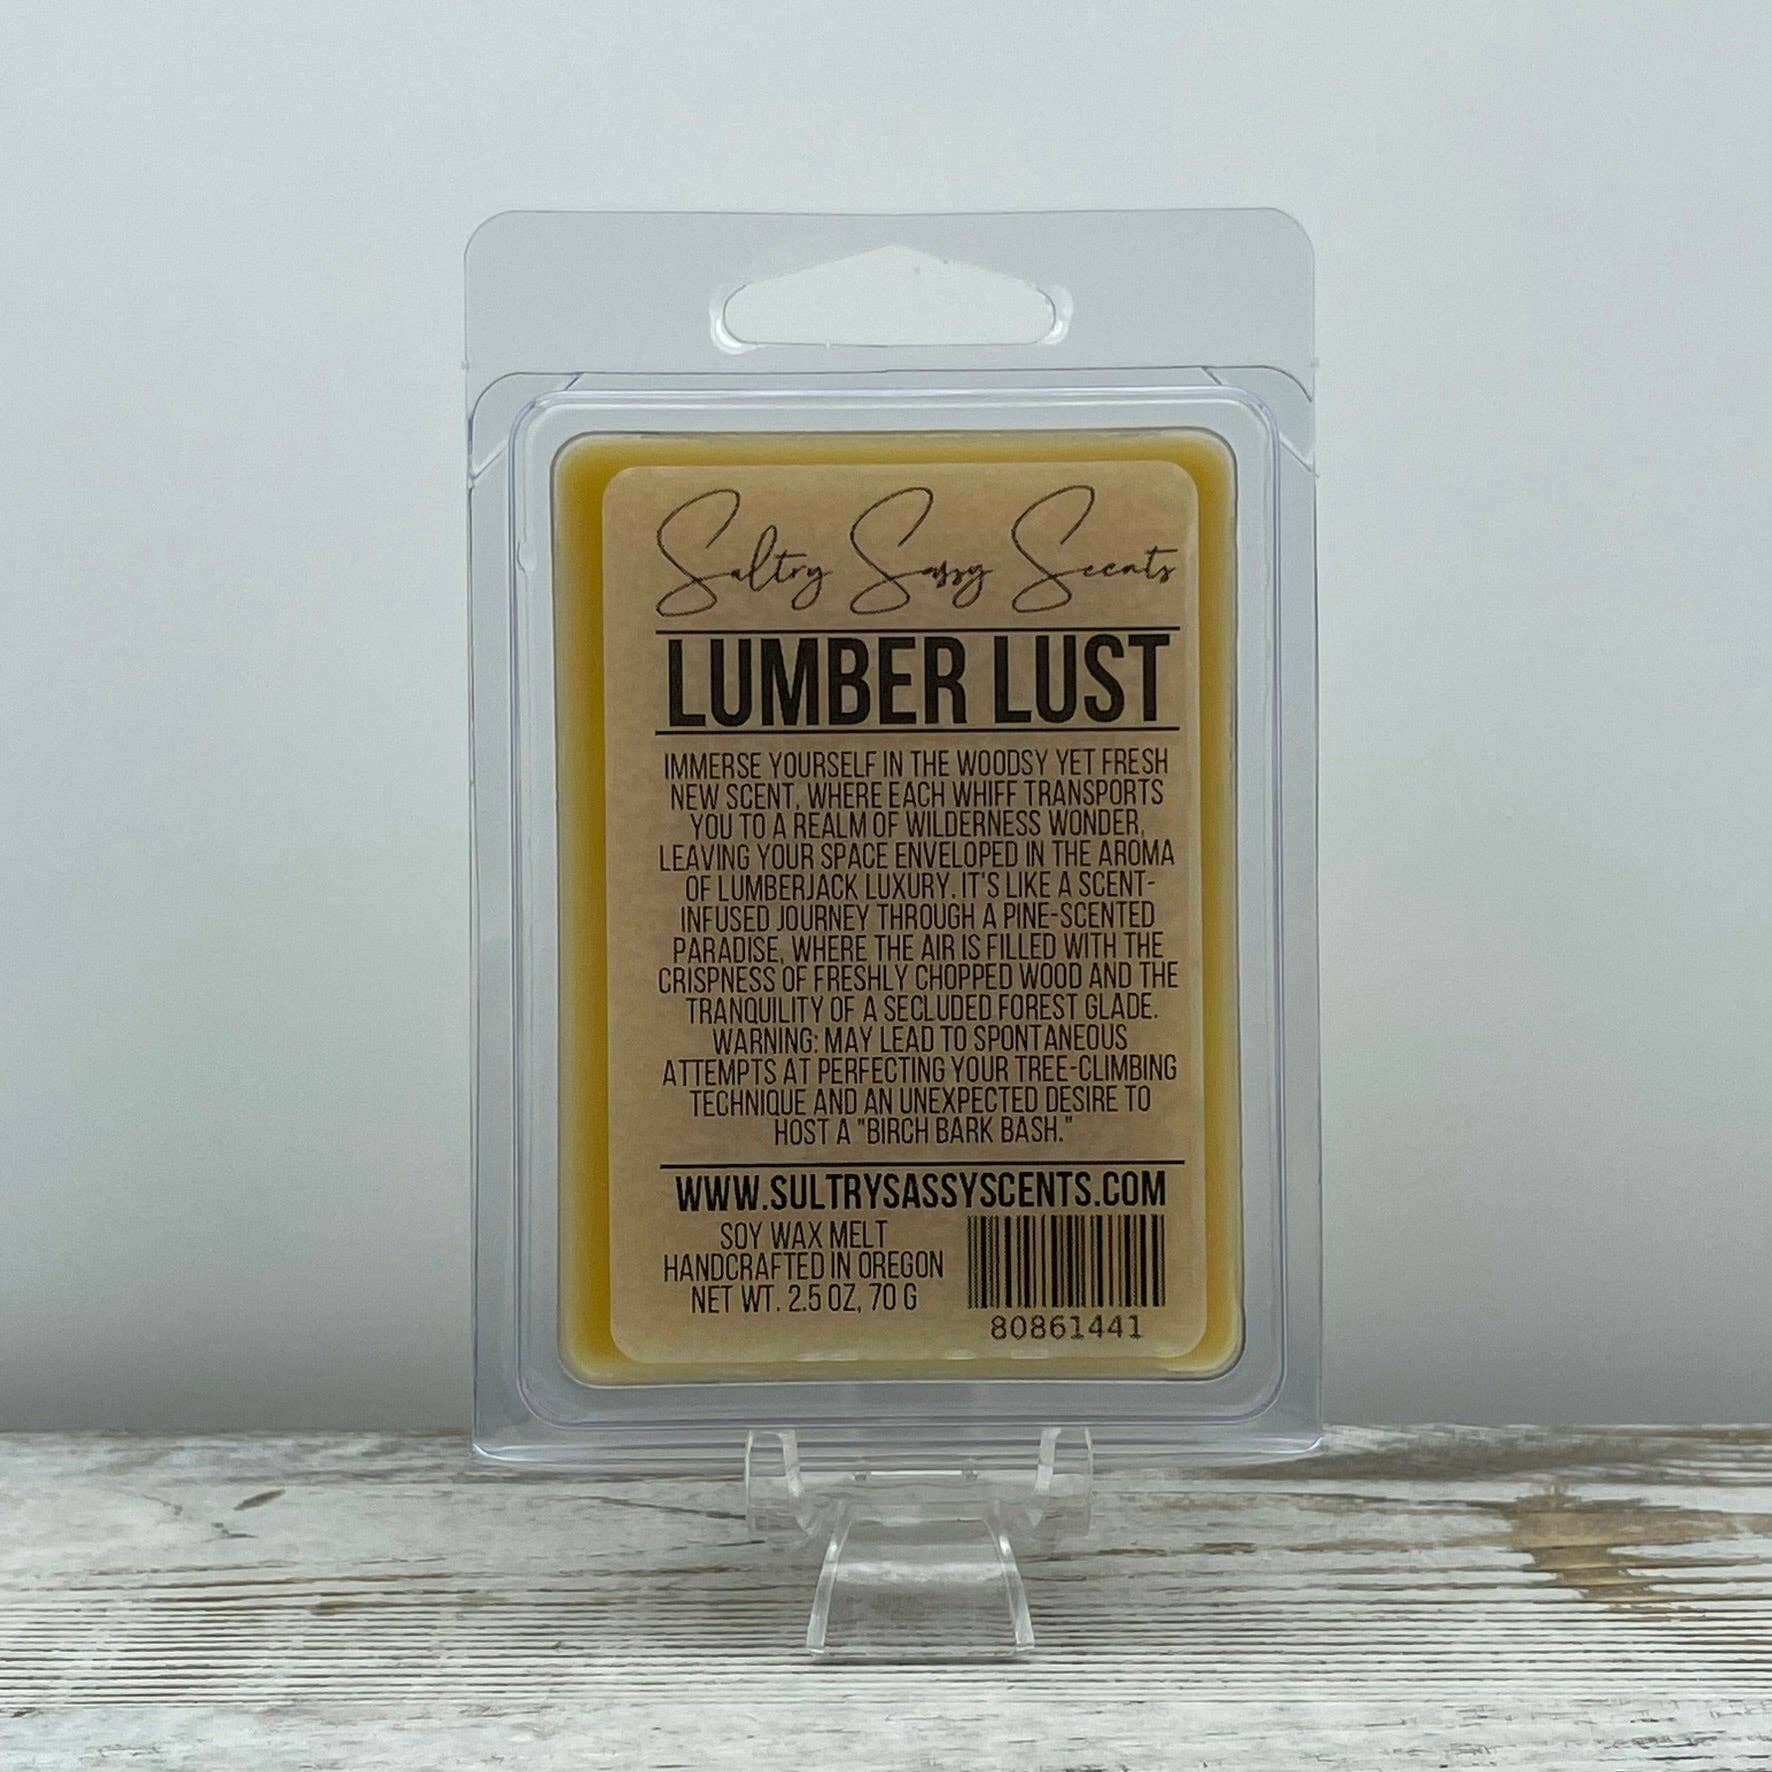 Sultry Sassy Scents
LUMBER LUST
IMMERSE YOURSELF IN THE WOODSY YET FRESH
NEW SCENT, WHERE EACH WHIFF TRANSPORTS
YOU TO A REALM OF WILDERNESS WONDER,
LEAVING YOUR SPACE ENVELOPED IN THE AROMA
OF LUMBERJACK LUXURY. IT'S LIKE A SCENT-
INFUSED JOURNEY THROUGH A PINE-SCENTED
PARADISE, WHERE THE AIR IS FILLED WITH THE
CRISPNESS OF FRESHLY CHOPPED WOOD AND THE
TRANQUILITY OF A SECLUDED FOREST GLADE.
WARNING: MAY LEAD TO SPONTANEOUS
ATTEMPTS AT PERFECTING YOUR TREE-CLIMBING
TECHNIQUE AND AN UNEXPECTED DESIRE TO
HOST A "BIRCH BARK BASH."
WWW.SULTRYSASSYSCENTS.COM
SOY WAX MELT
HANDCRAFTED IN OREGON
NET WT. 2.5 OZ, 70 G
80861441